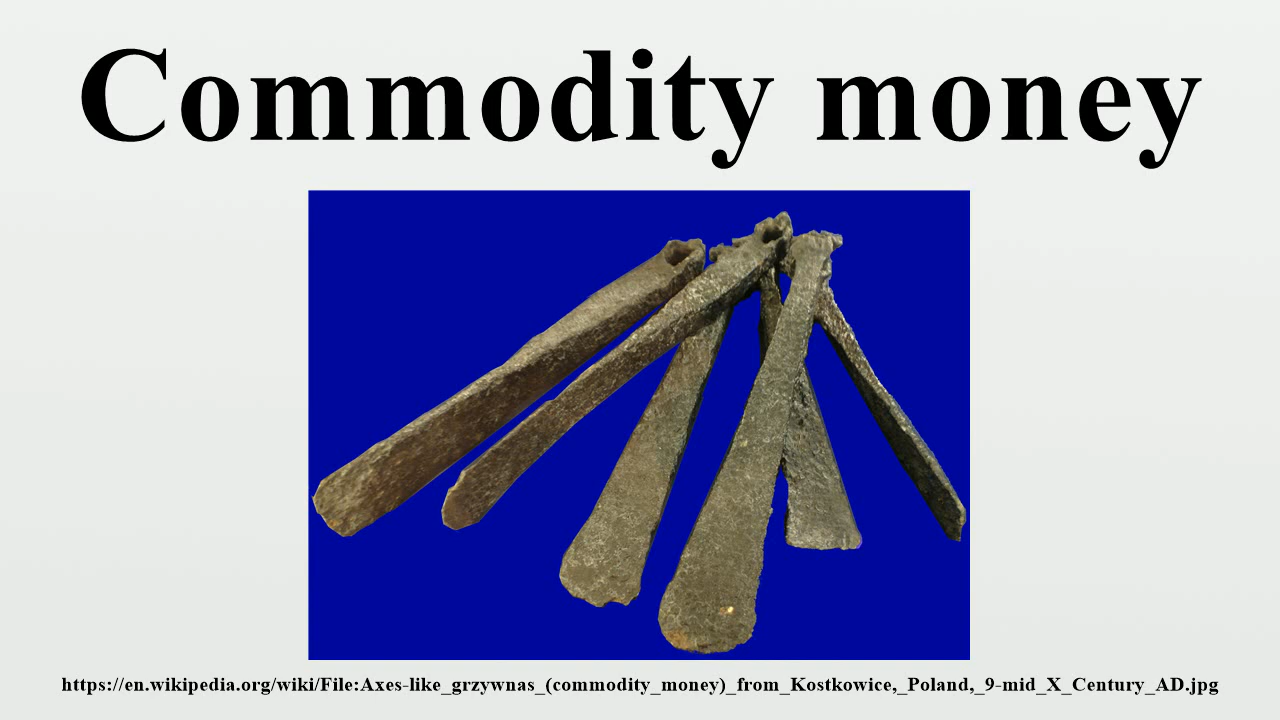 Commodity money
https://en.wikipedia.org/wiki/File:Axes-like_grzywnas_(commodity_money)_from_Kostkowice,_Poland,_9-mid_X_Century_AD.jpg